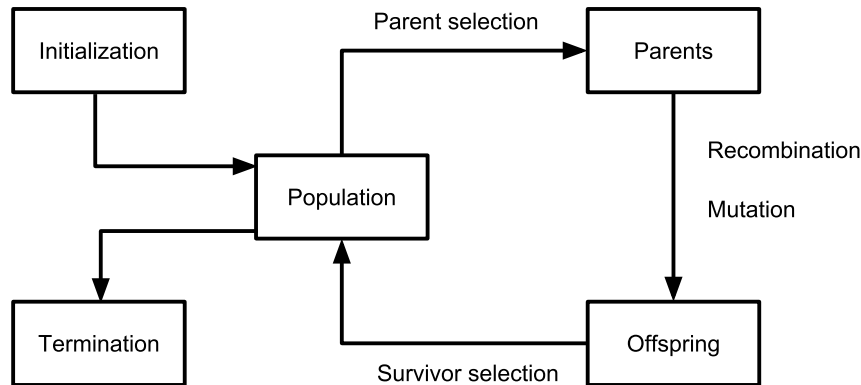 Parent selection
Initialization
Parents
Recombination
Population
Mutation
Termination
Offspring
Survivor selection